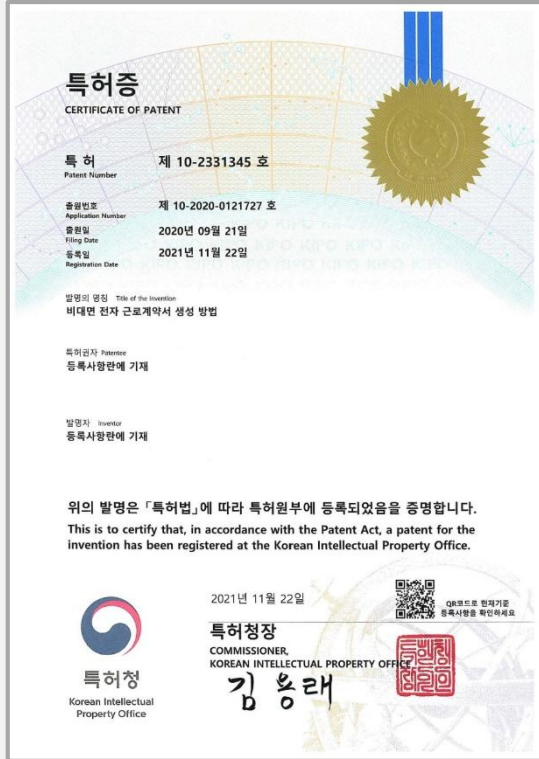 특허증
CERTIFICATE OF PATENT
특 허 제 10-2331345 호
Patent Number
출원번호 제 10-2020-0121727 호
Application Number
출원일 2020년 09월 21일
Filing Date
등록일 2021년 11월 22일
Registration Date
발명의 명칭 Title of the Invention
비대면 전자 근로계약서 생성 방법
특허권자 Patentee
등록사항란에 기재
발명자 Inventor
등록사항란에 기재
위의 발명은 「특허법」에 따라 특허원부에 등록되었음을 증명합니다.
This is to certify that, in accordance with the Patent Act, a patent for the
invention has been registered at the Korean Intellectual Property Office.
2021년 11월 22일
QR코드로 현재기준
등록사항을 확인하세요
특허청장
COMMISSIONER,
KOREAN INTELLECTUAL PROPERTY OFFICE
김용래
특허청
Korean Intellectual
Property Office